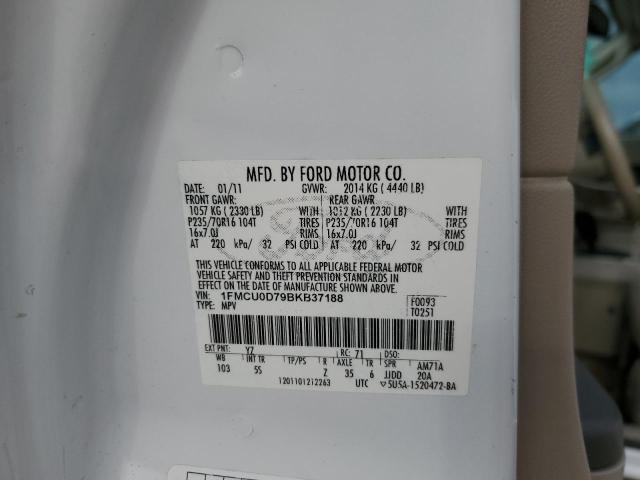 MFD. BY FORD MOTOR CO.
DATE: 01/11 GVWR: 2014 KG ( 4440 LB)
FRONT GAWR: REAR GAWR:
1057 KG ( 2330 LB) WITH 1012 KG ( 2230 LB) WITH
P235/70R16 104T TIRES P235/70R16 104T TIRES
16x7.0J RIMS 16x7.0J RIMS
AT 220 kPa/ 32 PSI COLD AT 220 kPa/ 32 PSI COLD
THIS VEHICLE CONFORMS TO ALL APPLICABLE FEDERAL MOTOR
VEHICLE SAFETY AND THEFT PREVENTION STANDARDS IN
EFFECT ON THE DATE OF MANUFACTURE SHOWN ABOVE.
VIN: 1FMCU0D79BKB37188 F0093
TYPE: MPV T0251
EXT PNT: YZ RC: 71 DSO:
WB INT TR TP/PS R AXLE TR SPR AM71A
103 5S Z 35 6 JJDD 20A
1201101212263 UTC 5U5A-1520472-BA